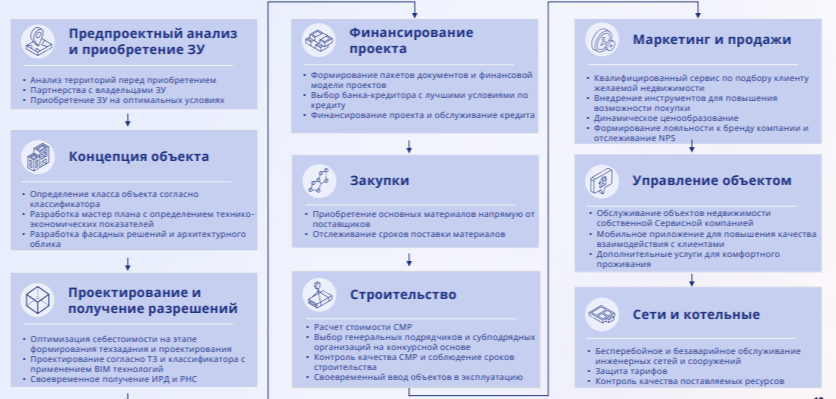 Предпроектный анализ
и приобретение ЗУ
• Анализ территорий перед приобретением
• Партнерства с владельцами ЗУ
• Приобретение ЗУ на оптимальных условиях
Концепция объекта
• Определение класса объекта согласно
классификатора
• Разработка мастер плана с определением технико-
экономических показателей
• Разработка фасадных решений и архитектурного
облика
Проектирование и
получение разрешений
• Оптимизация себестоимости на этапе
формирования техзадания и проектирования
• Проектирование согласно ТЗ и классификатора с
применением BIM технологий
• Своевременное получение ИРД и РНС
Финансирование
проекта
• Формирование пакетов документов и финансовой
модели проектов
• Выбор банка-кредитора с лучшими условиями по
кредиту
• Финансирование проекта и обслуживание кредита
Закупки
• Приобретение основных материалов напрямую от
поставщиков
• Отслеживание сроков поставки материалов
Строительство
• Расчет стоимости СМР
• Выбор генеральных подрядчиков и субподрядных
организаций на конкурсной основе
• Контроль качества СМР и соблюдение сроков
строительства
• Своевременный ввод объектов в эксплуатацию
Маркетинг и продажи
• Квалифицированный сервис по подбору клиенту
желаемой недвижимости
• Внедрение инструментов для повышения
возможности покупки
• Динамическое ценообразование
• Формирование лояльности к бренду компании и
отслеживание NPS
Управление объектом
• Обслуживание объектов недвижимости
собственной Сервисной компанией
• Мобильное приложение для повышения качества
взаимодействия с клиентами
• Дополнительные услуги для комфортного
проживания
Сети и котельные
• Бесперебойное и безаварийное обслуживание
инженерных сетей и сооружений
• Защита тарифов
• Контроль качества поставляемых ресурсов